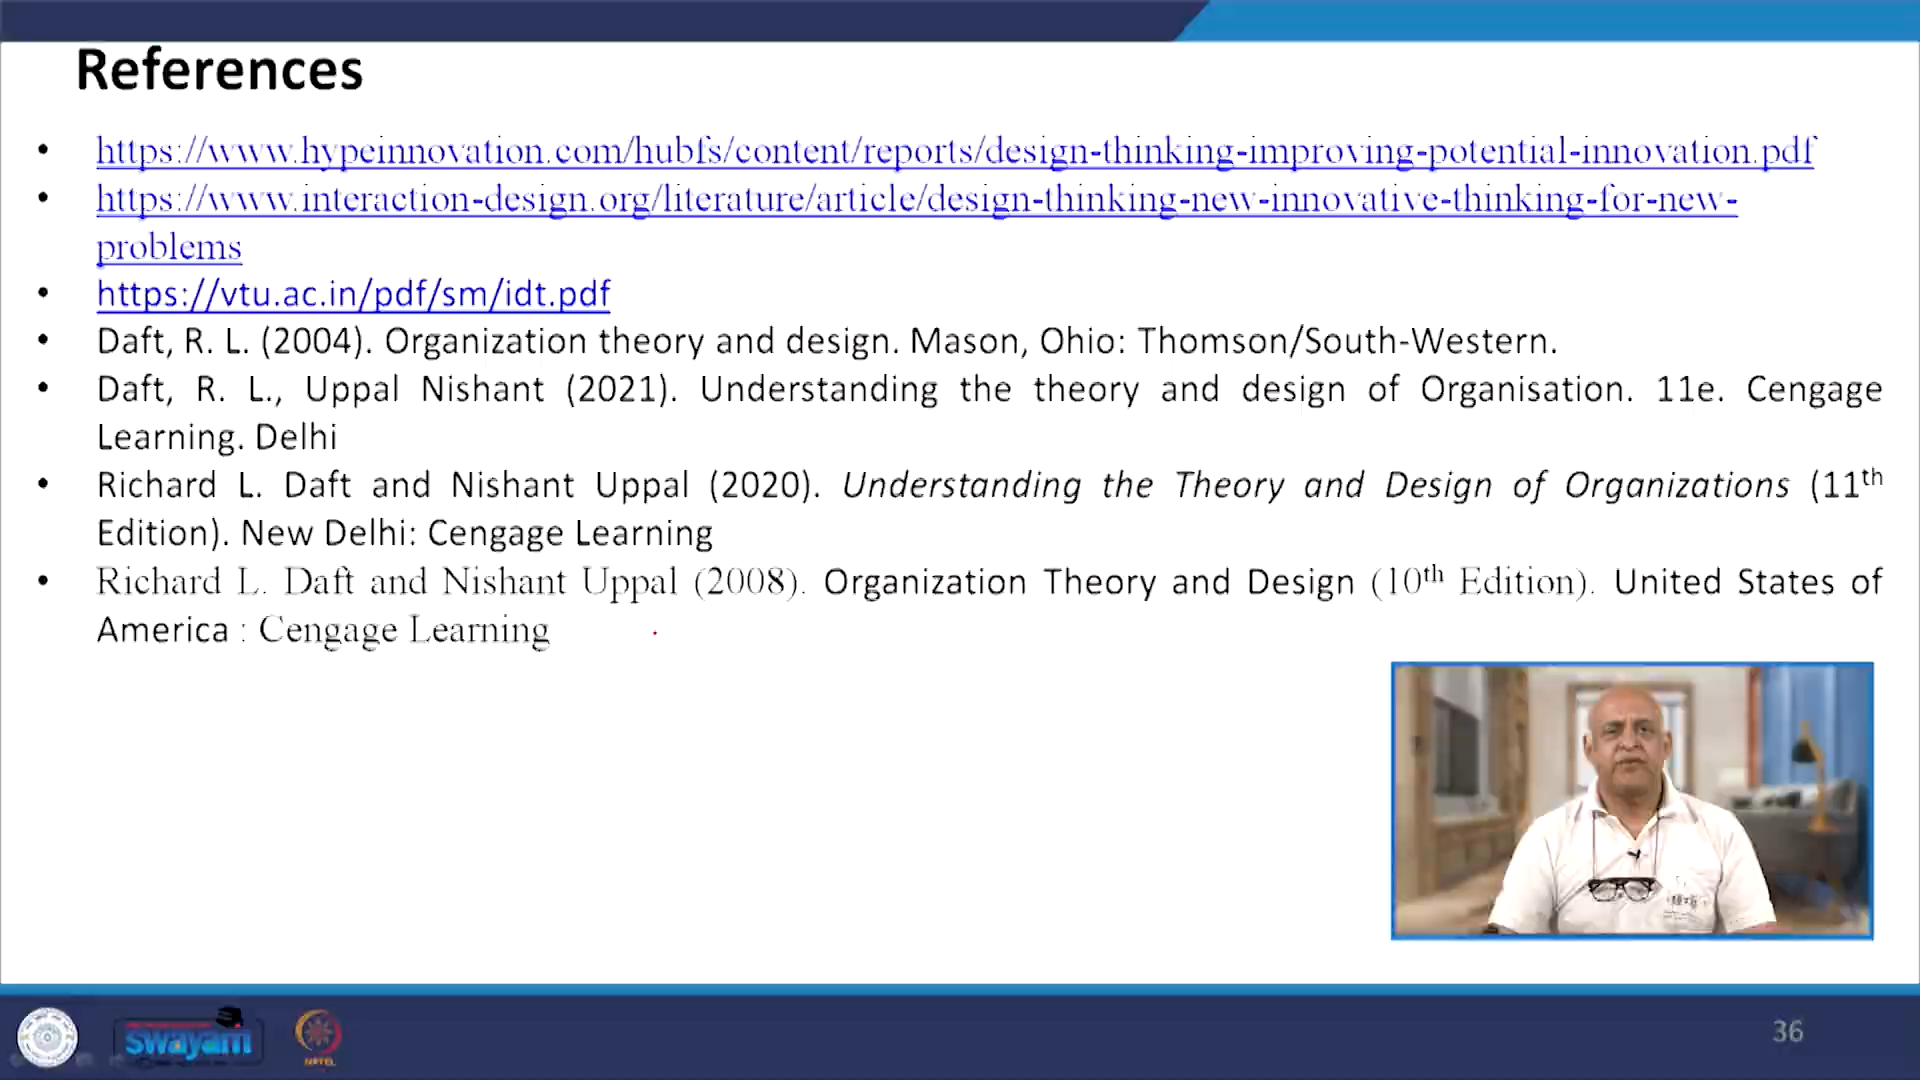 References
• https://www.hypeinnovation.com/hubfs/content/reports/design-thinking-improving-potential-innovation.pdf
• https://www.interaction-design.org/literature/article/design-thinking-new-innovative-thinking-for-new-
problems
• https://vtu.ac.in/pdf/sm/idt.pdf
• Daft, R. L. (2004). Organization theory and design. Mason, Ohio: Thomson/South-Western.
• Daft, R. L., Uppal Nishant (2021). Understanding the theory and design of Organisation. 11e. Cengage
Learning. Delhi
• Richard L. Daft and Nishant Uppal (2020). Understanding the Theory and Design of Organizations (11th
Edition). New Delhi: Cengage Learning
• Richard L. Daft and Nishant Uppal (2008). Organization Theory and Design (10th Edition). United States of
America : Cengage Learning
swayam
NPTEL
36